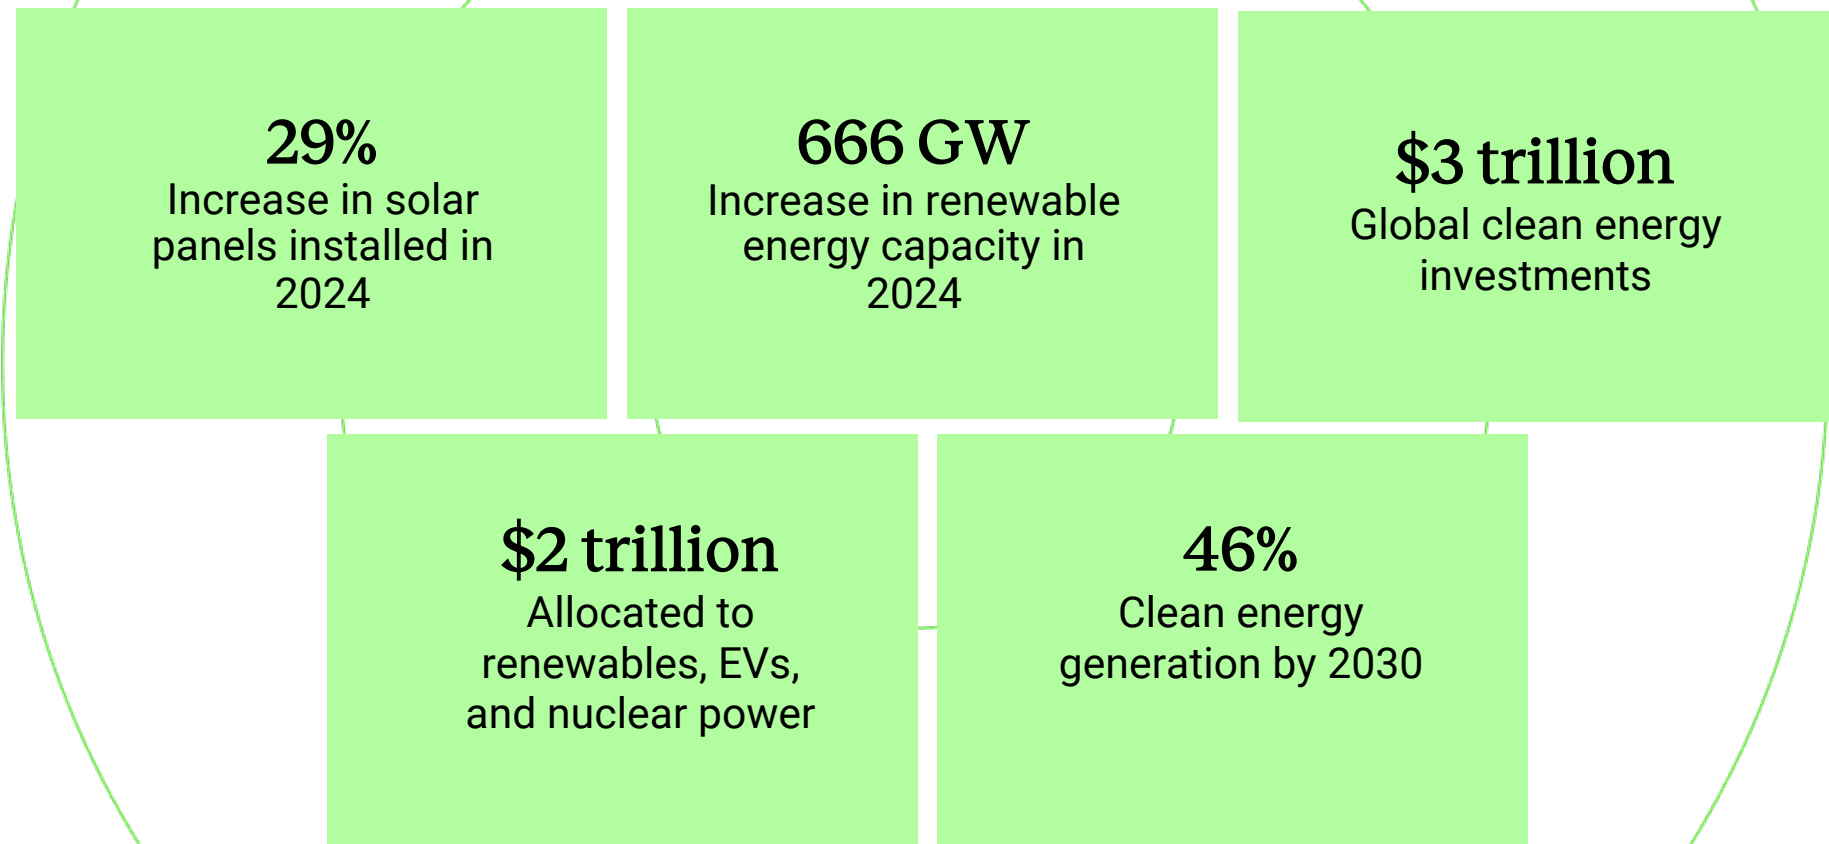 29%
Increase in solar
panels installed in
2024
666 GW
Increase in renewable
energy capacity in
2024
$3 trillion
Global clean energy
investments
$2 trillion
Allocated to
renewables, EVs,
and nuclear power
46%
Clean energy
generation by 2030